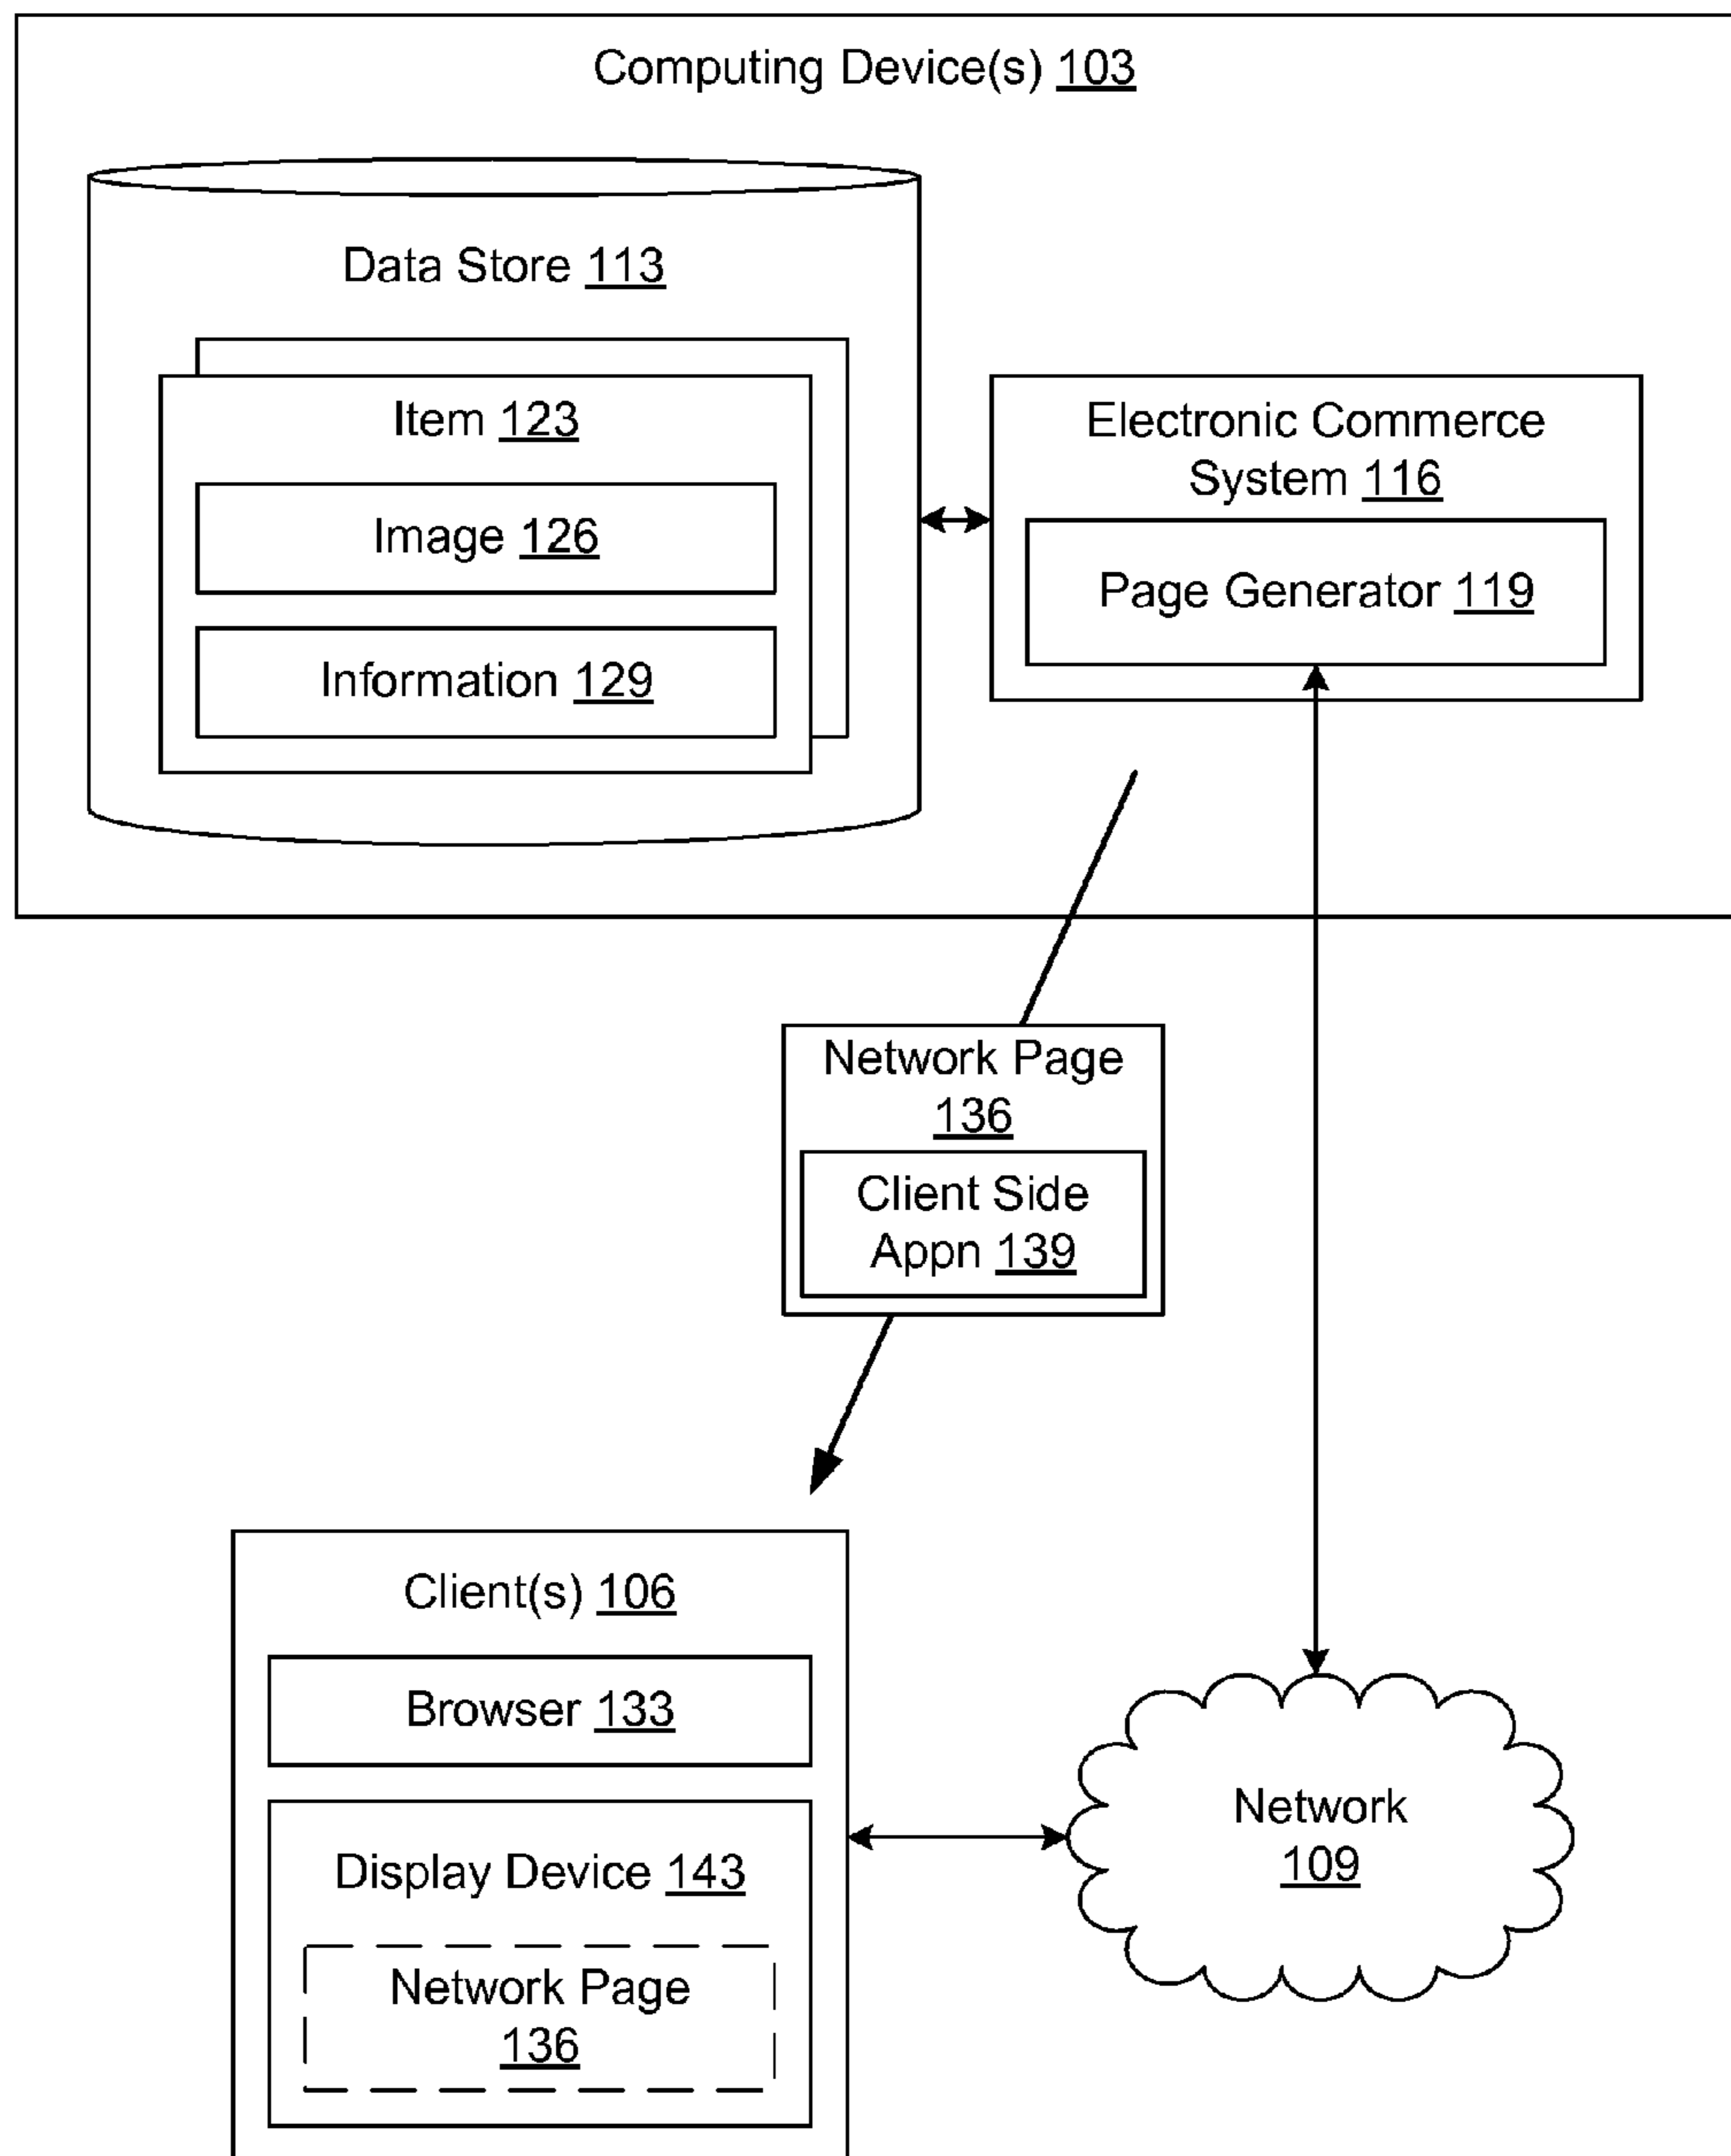 Computing Device(s) 103
Data Store 113
Item 123
Image 126
Information 129
Electronic Commerce
System 116
Page Generator 119
Network Page
136
Client Side
Appn 139
Client(s) 106
Browser 133
Display Device 143
Network Page
136
Network
109